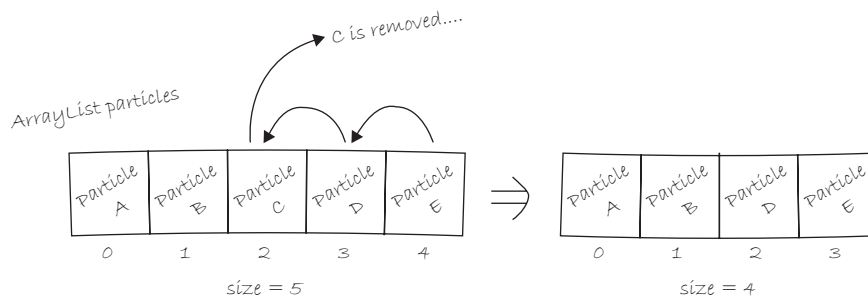 C is removed....
ArrayList particles
Particle A
Particle B
Particle C
Particle D
Particle E
0 1 2 3 4
size = 5
Particle A
Particle B
Particle D
Particle E
0 1 2 3
size = 4